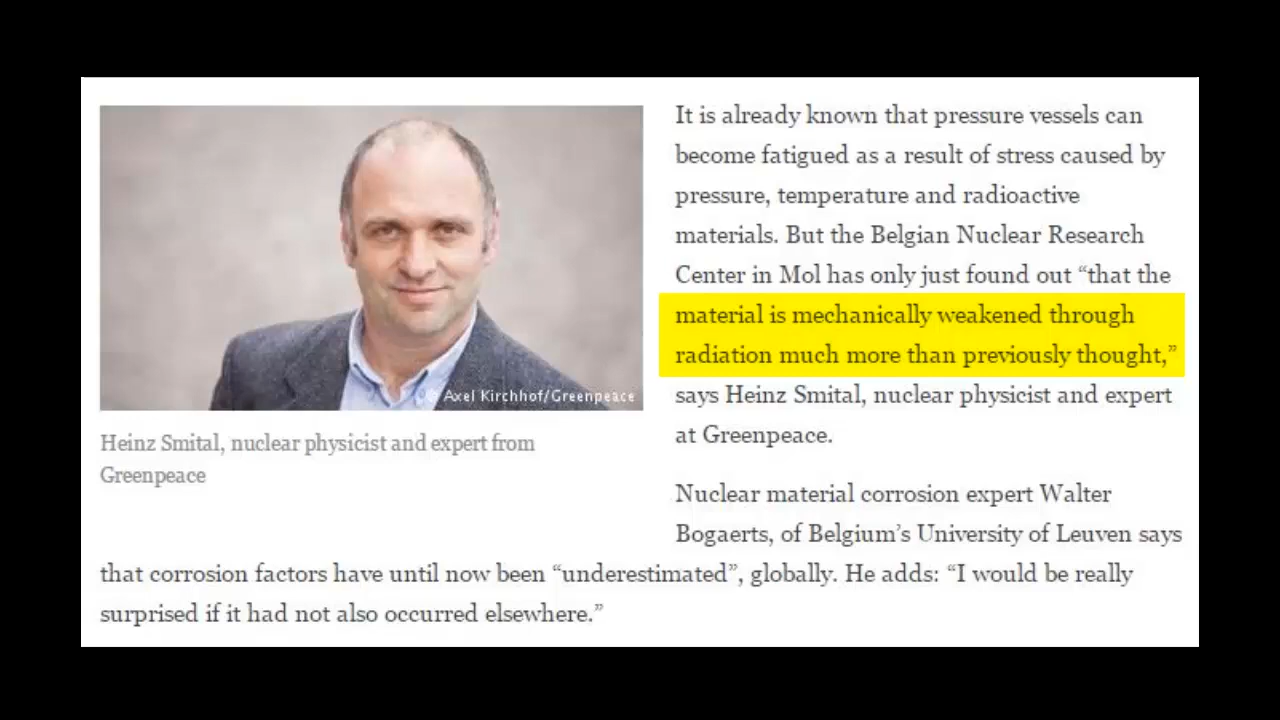 It is already known that pressure vessels can
become fatigued as a result of stress caused by
pressure, temperature and radioactive
materials. But the Belgian Nuclear Research
Center in Mol has only just found out “that the
material is mechanically weakened through
radiation much more than previously thought,”
says Heinz Smital, nuclear physicist and expert
at Greenpeace.
© Axel Kirchhof/Greenpeace
Heinz Smital, nuclear physicist and expert from
Greenpeace
Nuclear material corrosion expert Walter
Bogaerts, of Belgium’s University of Leuven says
that corrosion factors have until now been “underestimated”, globally. He adds: “I would be really
surprised if it had not also occurred elsewhere.”